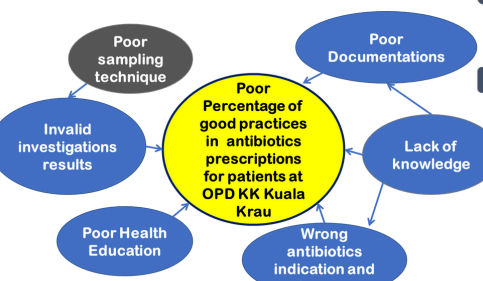 Poor
sampling
technique
Poor
Documentations
Poor
Percentage of
good practices
in antibiotics
prescriptions
for patients at
OPD KK Kuala
Krau
Invalid
investigations
results
Lack of
knowledge
Poor Health
Education
Wrong
antibiotics
indication and